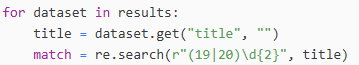 for dataset in results:
    title = dataset.get("title", "")
    match = re.search(r"(19|20)\d{2}", title)